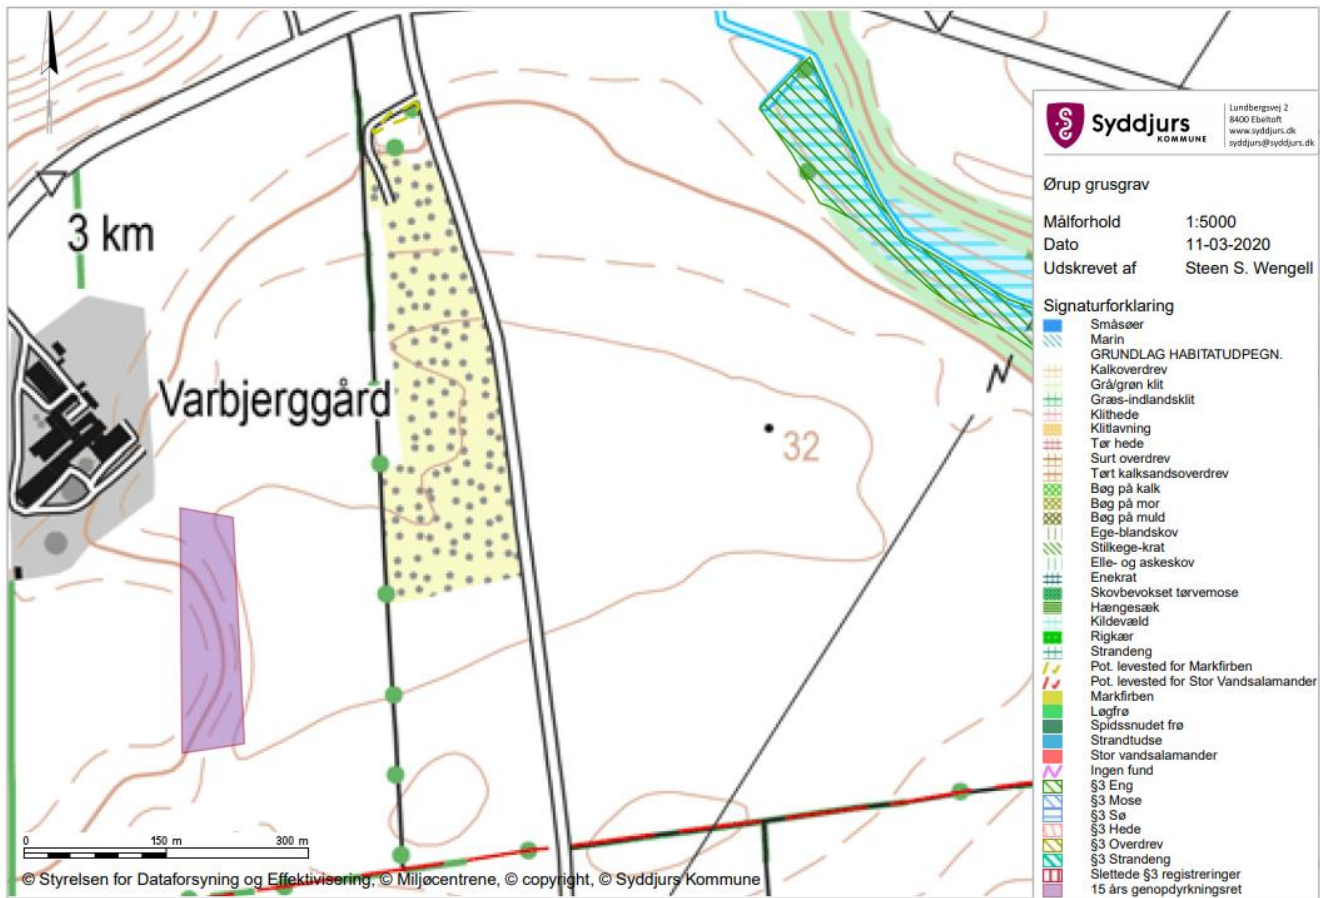 3 km
Varbjerggård
32
0 150 m 300 m
© Styrelsen for Dataforsyning og Effektivisering, © Miljøcentrene, © copyright, © Syddjurs Kommune
Syddjurs
KOMMUNE
Lundbergsvej 2
8400 Ebeltoft
www.syddjurs.dk
syddjurs@syddjurs.dk
Ørup grusgrav
Målforhold 1:5000
Dato 11-03-2020
Udskrevet af Steen S. Wengell
Signaturforklaring
Småsøer
Marin
GRUNDLAG HABITATUDPEGN.
Kalkoverdrev
Grå/grøn klit
Græs-indlandsklit
Klithede
Klitlavning
Tør hede
Surt overdrev
Tørt kalksandsoverdrev
Bøg på kalk
Bøg på mor
Bøg på muld
Ege-blandskov
Stilkege-krat
Elle- og askeskov
Enekrat
Skovbevokset tørvemose
Hængesæk
Kildevæld
Rigkær
Strandeng
Pot. levested for Markfirben
Pot. levested for Stor Vandsalamander
Markfirben
Løgfrø
Spidssnudet frø
Strandtudse
Stor vandsalamander
Ingen fund
§3 Eng
§3 Mose
§3 Sø
§3 Hede
§3 Overdrev
§3 Strandeng
Slettede §3 registreringer
15 års genopdyrkningsret